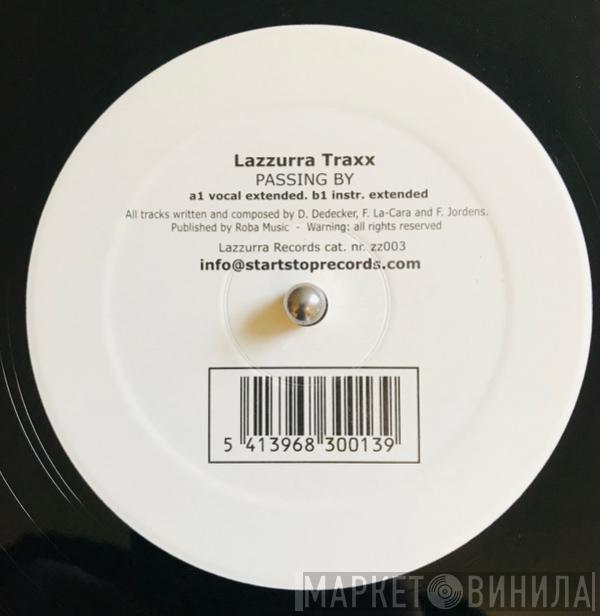 Lazzurra Traxx
PASSING BY
a1 vocal extended. b1 instr. extended
All tracks written and composed by D. Dedecker, F. La-Cara and F. Jordens.
Published by Roba Music - Warning: all rights reserved
Lazzurra Records cat. nr. zz003
info@startstoprecords.com
5 413968 300139
МАРКЕТ ВИНИЛА